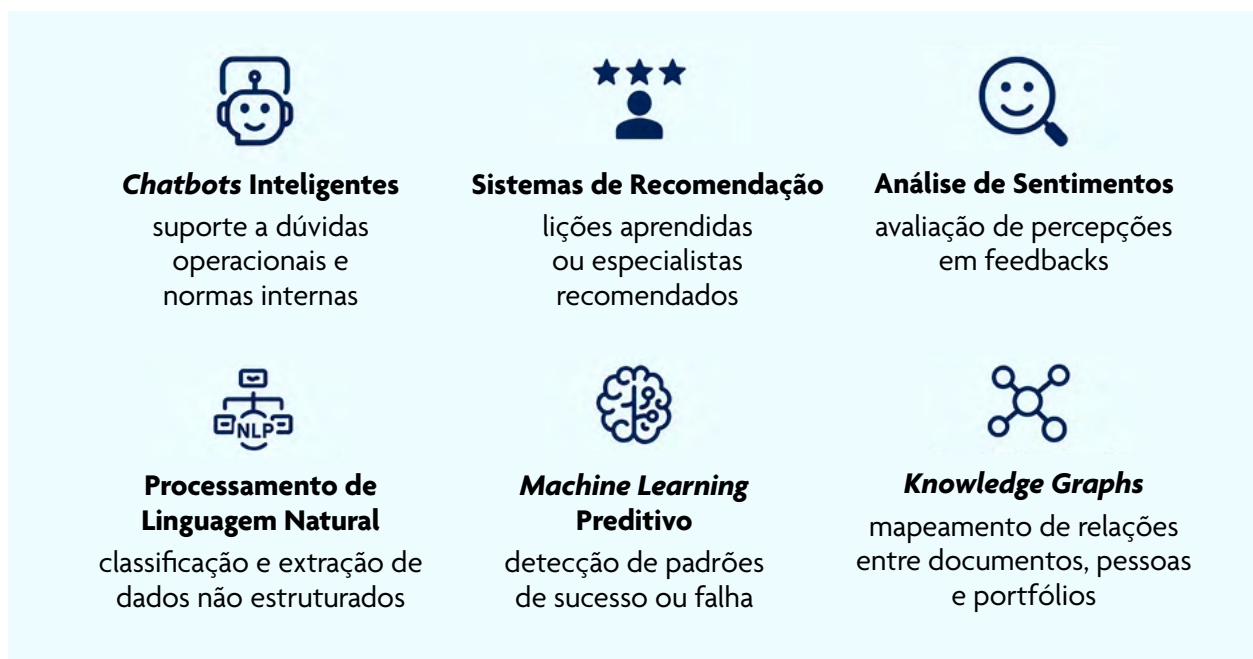 Chatbots Inteligentes
suporte a dúvidas
operacionais e
normas internas
Sistemas de Recomendação
lições aprendidas
ou especialistas
recomendados
Análise de Sentimentos
avaliação de percepções
em feedbacks
NLP
Processamento de
Linguagem Natural
classificação e extração de
dados não estruturados
Machine Learning
Preditivo
detecção de padrões
de sucesso ou falha
Knowledge Graphs
mapeamento de relações
entre documentos, pessoas
e portfólios